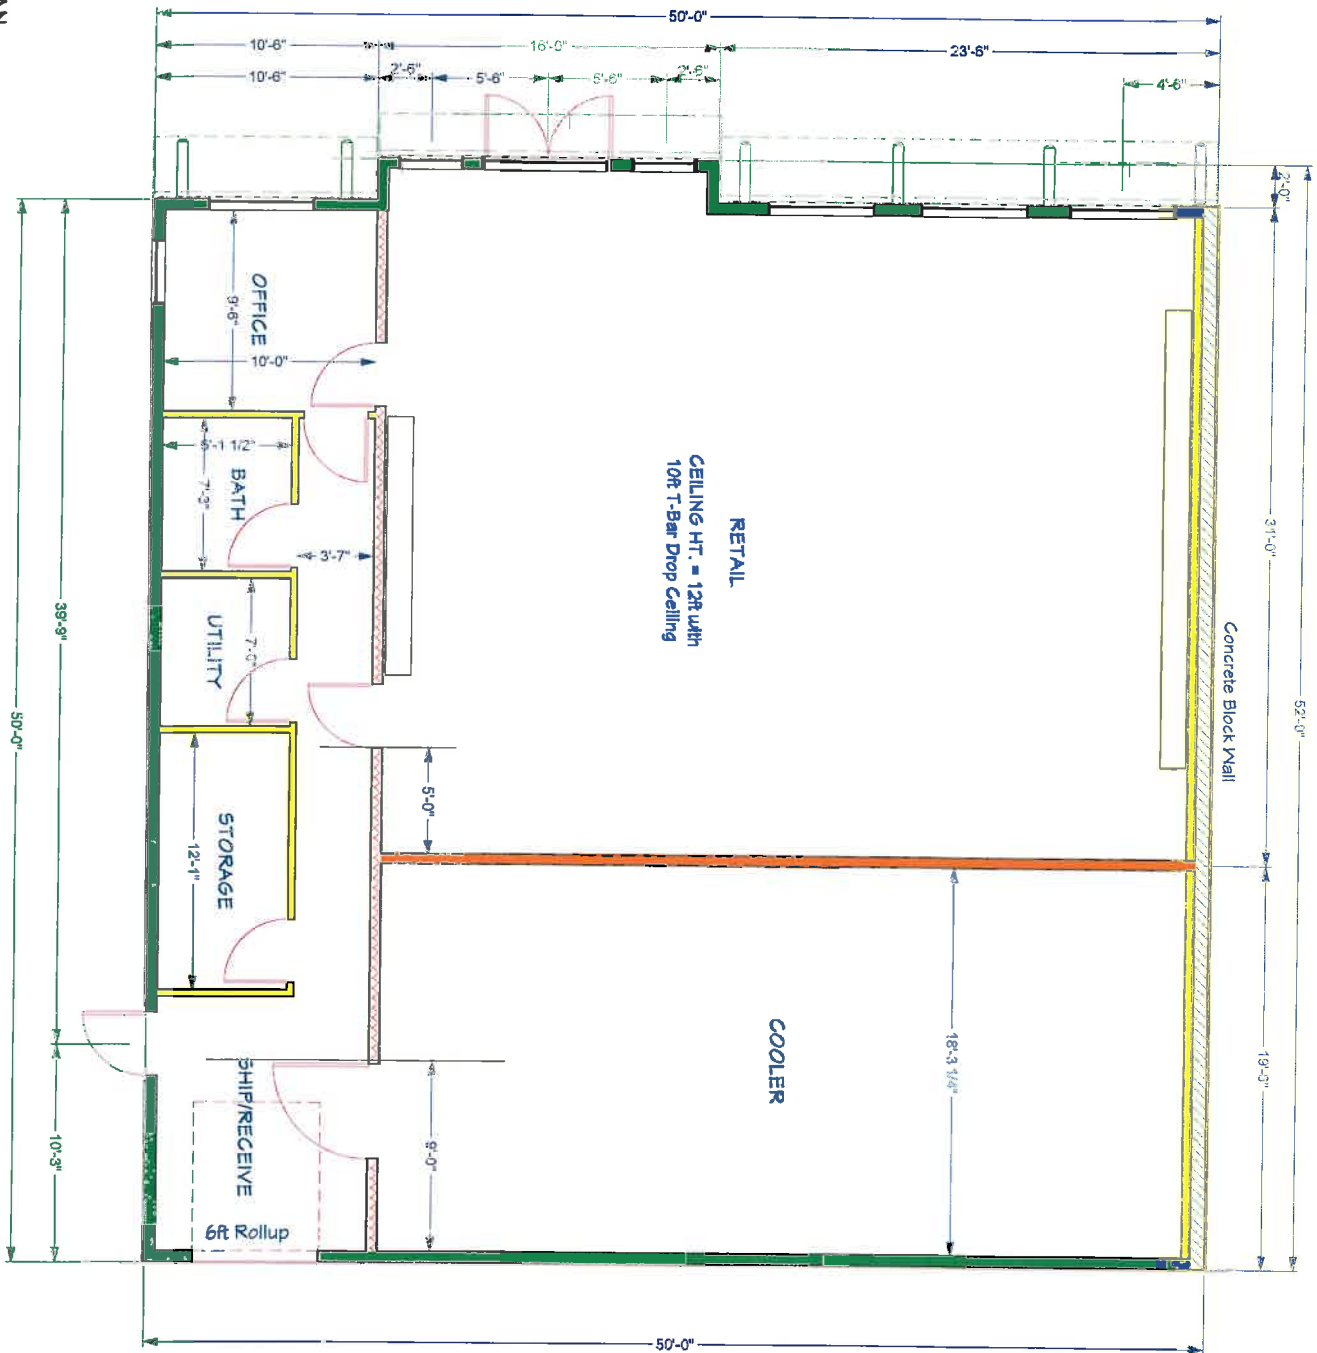 50'-0"
10'-6"
16'-0"
23'-6"
10'-6"
2'-6"
5'-6"
5'-6"
2'-6"
4'-6"
2'-0"
OFFICE
9'-6"
10'-0"
5'-1 1/2"
BATH
7'-3"
3'-7"
UTILITY
7'-0"
STORAGE
12'-1"
RETAIL
CEILING HT. = 12ft with
10ft T-Bar Drop Ceiling
5'-0"
Concrete Block Wall
31'-0"
52'-0"
19'-0"
39'-9"
50'-0"
10'-3"
COOLER
18'-3 1/4"
9'-0"
SHIP/RECEIVE
6ft Rollup
50'-0"